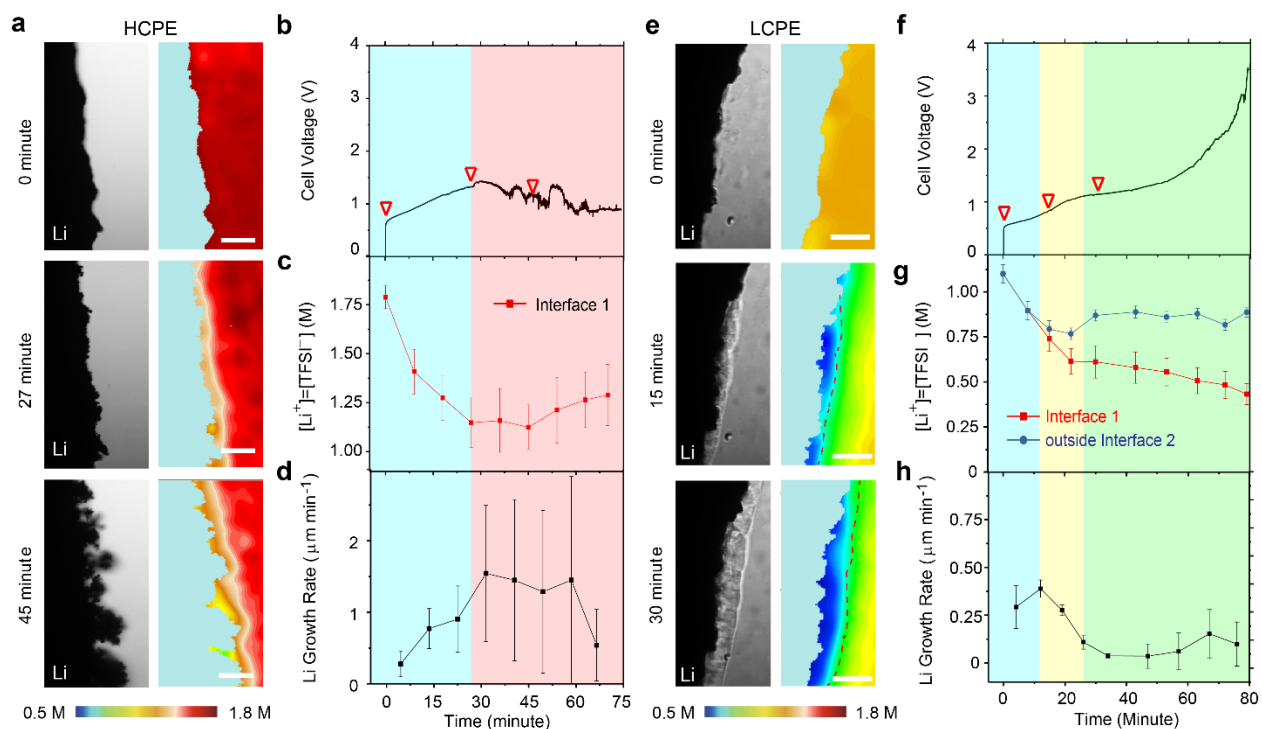 a
HCPE
0 minute
Li
27 minute
Li
45 minute
Li
0.5 M
1.8 M
b
Cell Voltage (V)
4
3
2
1
0
c
[Li⁺]=[TFSI⁻] (M)
1.75
1.50
1.25
1.00
Interface 1
d
Li Growth Rate (μm min⁻¹)
2
1
0
0 15 30 45 60 75
Time (minute)
e
LCPE
0 minute
Li
15 minute
30 minute
Li
0.5 M
1.8 M
f
Cell Voltage (V)
4
3
2
1
0
g
[Li⁺]=[TFSI⁻] (M)
1.00
0.75
0.50
0.25
0
Interface 1
outside Interface 2
h
Li Growth Rate (μm min⁻¹)
0.75
0.50
0.25
0
0 20 40 60 80
Time (Minute)